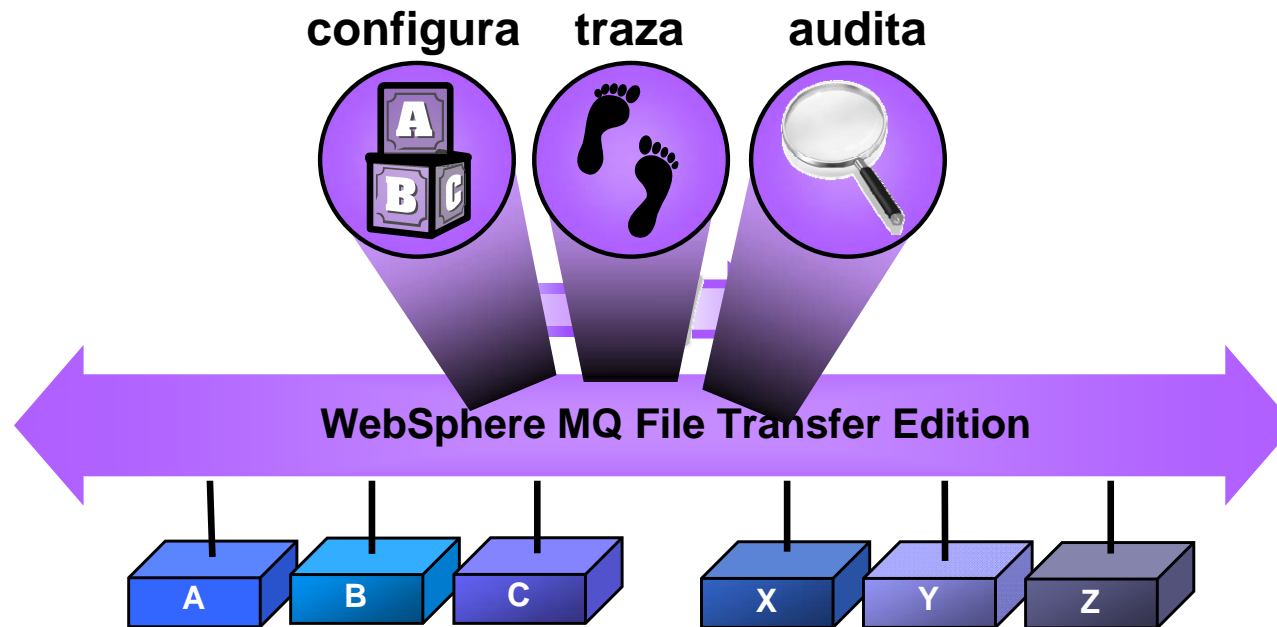 configura traza audita
A
B C
WebSphere MQ File Transfer Edition
A B C X Y Z